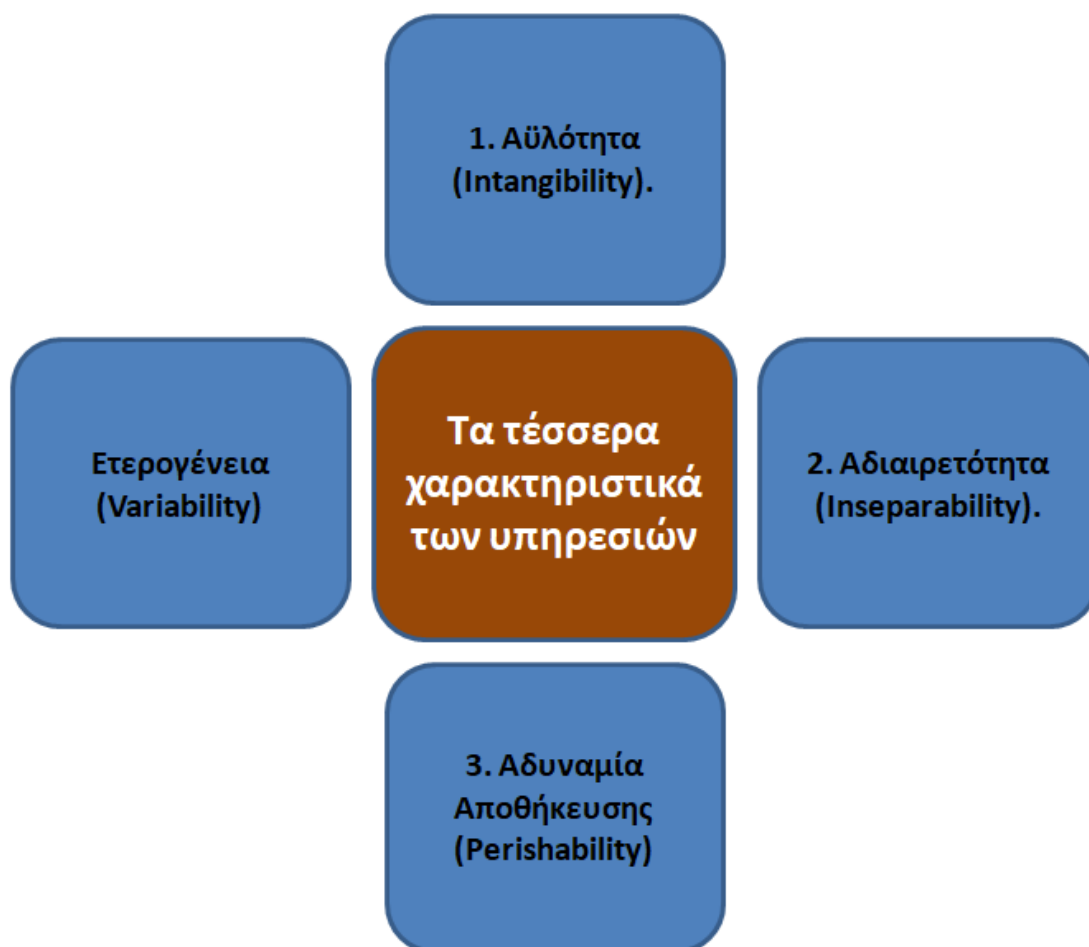 1. Αϋλότητα
(Intangibility).
Ετερογένεια
(Variability)
Τα τέσσερα
χαρακτηριστικά
των υπηρεσιών
2. Αδιαιρετότητα
(Inseparability).
3. Αδυναμία
Αποθήκευσης
(Perishability)